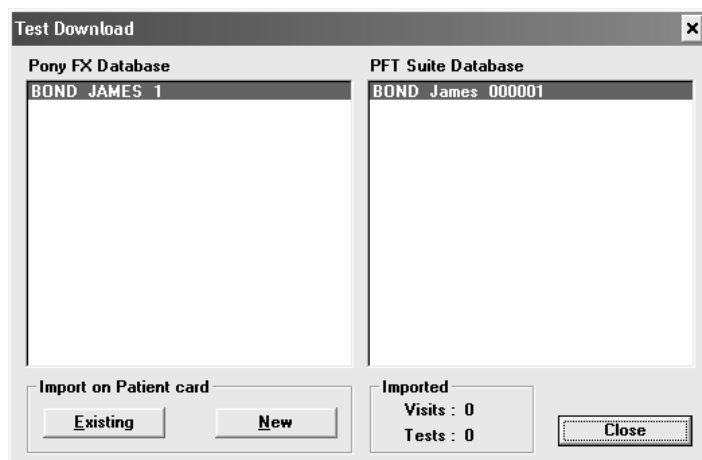 Test Download
Pony FX Database
PFT Suite Database
BOND JAMES 1
BOND James 000001
Import on Patient card
Existing
New
Imported
Visits : 0
Tests : 0
Close